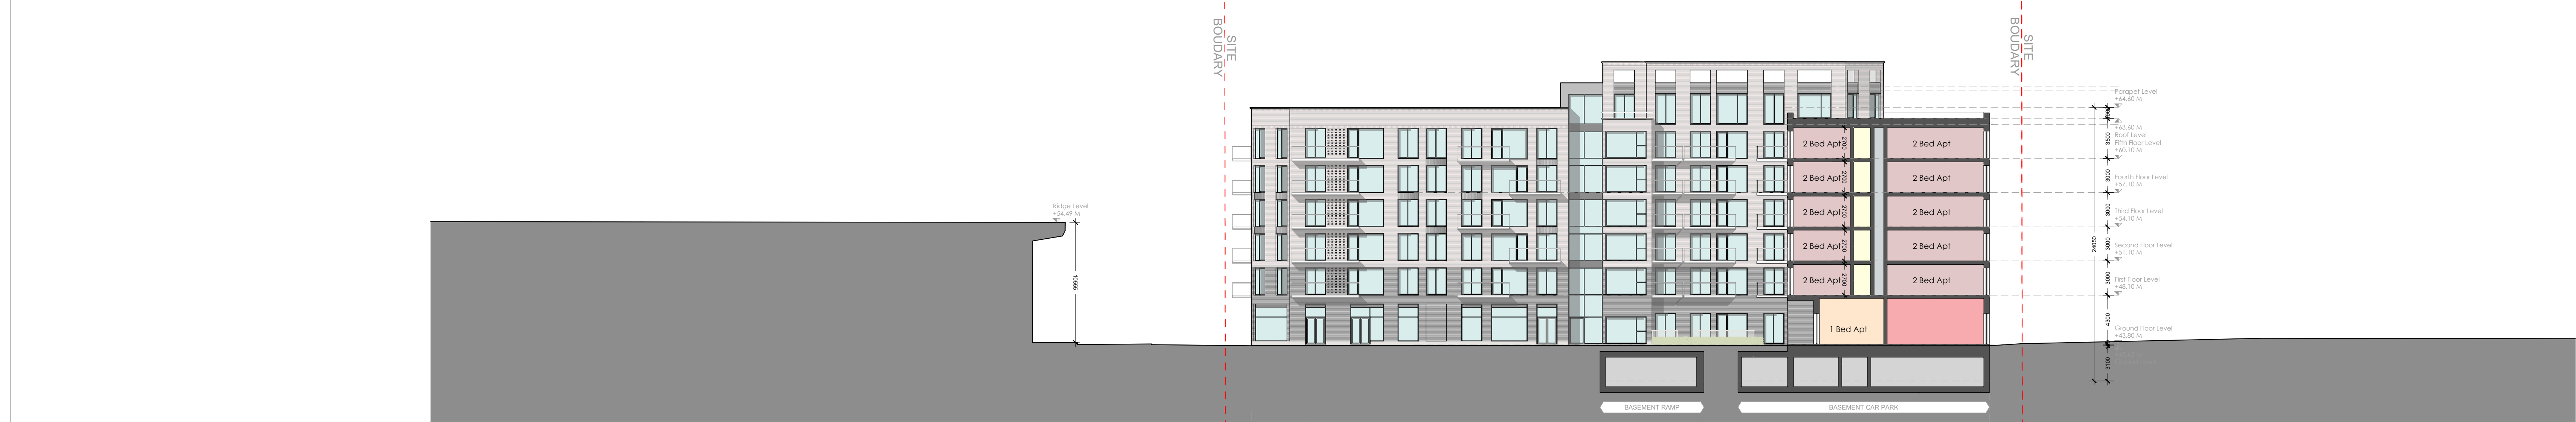 SITE
BOUDARY
SITE
BOUDARY
Ridge Level
+54,49 M
10555
2 Bed Apt
2700
2 Bed Apt
2 Bed Apt
2700
2 Bed Apt
2 Bed Apt
2700
2 Bed Apt
2 Bed Apt
2700
2 Bed Apt
2 Bed Apt
2700
2 Bed Apt
1 Bed Apt
BASEMENT RAMP
BASEMENT CAR PARK
24050
3500
3000
3000
3000
3000
4300
3100
Parapet Level
+64,60 M
+63,60 M
Roof Level
Fifth Floor Level
+60,10 M
Fourth Floor Level
+57,10 M
Third Floor Level
+54,10 M
Second Floor Level
+51,10 M
First Floor Level
+48,10 M
Ground Floor Level
+43,80 M